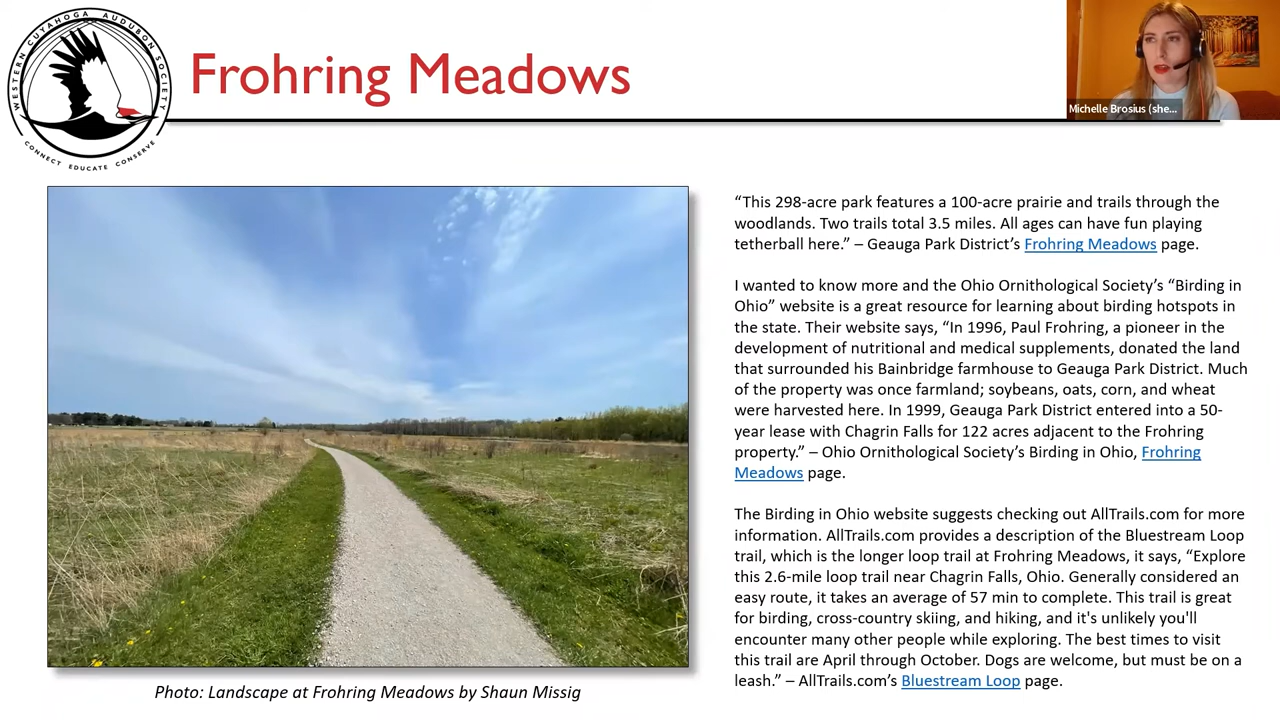 WESTERN CUYAHOGA AUDUBON SOCIETY
CONNECT EDUCATE CONSERVE
Frohring Meadows
Michelle Brosius (she...
“This 298-acre park features a 100-acre prairie and trails through the
woodlands. Two trails total 3.5 miles. All ages can have fun playing
tetherball here.” – Geauga Park District’s Frohring Meadows page.
I wanted to know more and the Ohio Ornithological Society’s “Birding in
Ohio” website is a great resource for learning about birding hotspots in
the state. Their website says, “In 1996, Paul Frohring, a pioneer in the
development of nutritional and medical supplements, donated the land
that surrounded his Bainbridge farmhouse to Geauga Park District. Much
of the property was once farmland; soybeans, oats, corn, and wheat
were harvested here. In 1999, Geauga Park District entered into a 50-
year lease with Chagrin Falls for 122 acres adjacent to the Frohring
property.” – Ohio Ornithological Society’s Birding in Ohio, Frohring
Meadows page.
The Birding in Ohio website suggests checking out AllTrails.com for more
information. AllTrails.com provides a description of the Bluestream Loop
trail, which is the longer loop trail at Frohring Meadows, it says, “Explore
this 2.6-mile loop trail near Chagrin Falls, Ohio. Generally considered an
easy route, it takes an average of 57 min to complete. This trail is great
for birding, cross-country skiing, and hiking, and it's unlikely you'll
encounter many other people while exploring. The best times to visit
this trail are April through October. Dogs are welcome, but must be on a
leash.” – AllTrails.com’s Bluestream Loop page.
Photo: Landscape at Frohring Meadows by Shaun Missig